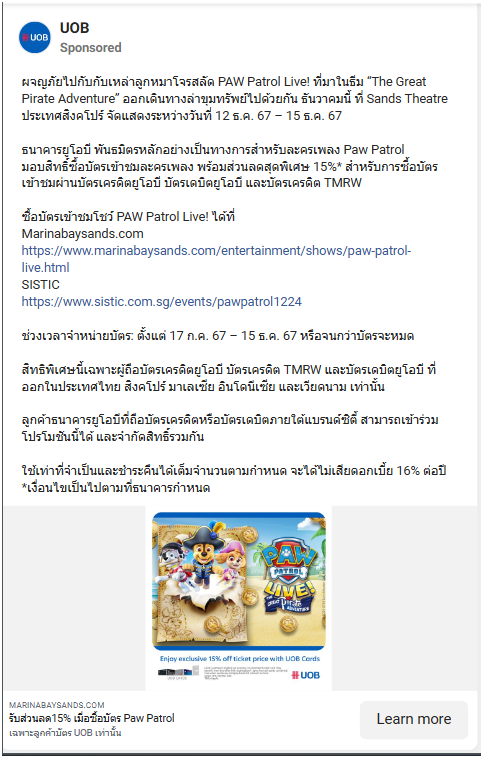 UOB
UOB
Sponsored
ผจญภัยไปกับกับเหล่าลูกหมาโจรสลัด PAW Patrol Live! ที่มาในธีม “The Great
Pirate Adventure” ออกเดินทางล่าขุมทรัพย์ไปด้วยกัน ธันวาคมนี้ ที่ Sands Theatre
ประเทศสิงคโปร์ จัดแสดงระหว่างวันที่ 12 ธ.ค. 67 – 15 ธ.ค. 67
ธนาคารยูโอบี พันธมิตรหลักอย่างเป็นทางการสำหรับละครเพลง Paw Patrol
มอบสิทธิ์ซื้อบัตรเข้าชมละครเพลง พร้อมส่วนลดสุดพิเศษ 15%* สำหรับการซื้อบัตร
เข้าชมผ่านบัตรเครดิตยูโอบี บัตรเดบิตยูโอบี และบัตรเครดิต TMRW
ซื้อบัตรเข้าชมโชว์ PAW Patrol Live! ได้ที่
Marinabaysands.com
https://www.marinabaysands.com/entertainment/shows/paw-patrol-
live.html
SISTIC
https://www.sistic.com.sg/events/pawpatrol1224
ช่วงเวลาจำหน่ายบัตร: ตั้งแต่ 17 ก.ค. 67 – 15 ธ.ค. 67 หรือจนกว่าบัตรจะหมด
สิทธิพิเศษนี้เฉพาะผู้ถือบัตรเครดิตยูโอบี บัตรเครดิต TMRW และบัตรเดบิตยูโอบี ที่
ออกในประเทศไทย สิงคโปร์ มาเลเซีย อินโดนีเซีย และเวียดนาม เท่านั้น
ลูกค้าธนาคารยูโอบีที่ถือบัตรเครดิตหรือบัตรเดบิตภายใต้แบรนด์ซิตี้ สามารถเข้าร่วม
โปรโมชันนี้ได้ และจำกัดสิทธิ์รวมกัน
ใช้เท่าที่จำเป็นและชำระคืนได้เต็มจำนวนตามกำหนด จะได้ไม่เสียดอกเบี้ย 16% ต่อปี
*เงื่อนไขเป็นไปตามที่ธนาคารกำหนด
PAW
PATROL
LIVE!
THE GREAT Pirate ADVENTURE
Enjoy exclusive 15% off ticket price with UOB Cards
UOB
MARINABAYSANDS.COM
รับส่วนลด15% เมื่อซื้อบัตร Paw Patrol
เฉพาะลูกค้าบัตร UOB เท่านั้น
Learn more